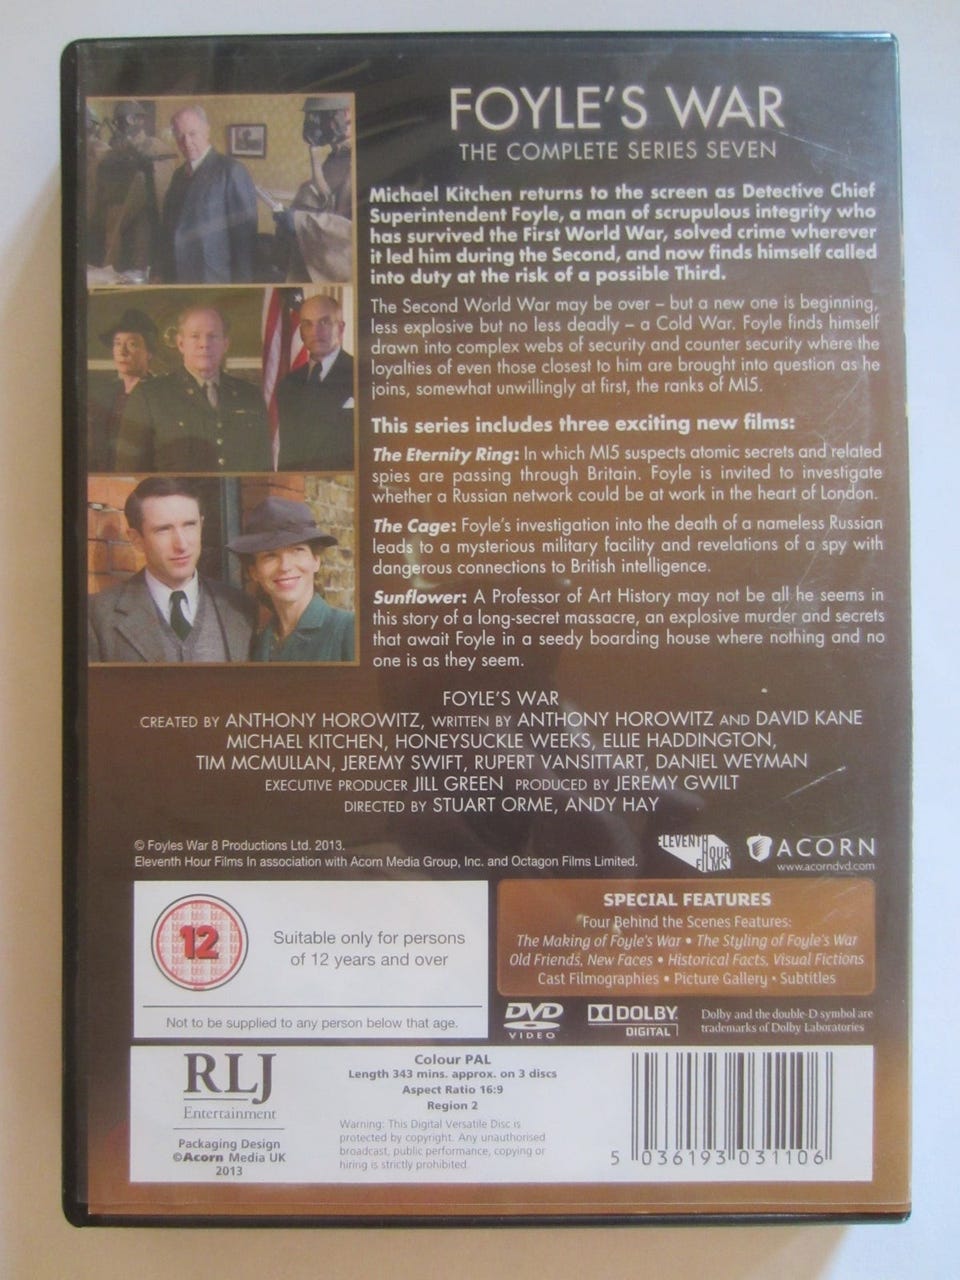 FOYLE'S WAR
THE COMPLETE SERIES SEVEN
Michael Kitchen returns to the screen as Detective Chief
Superintendent Foyle, a man of scrupulous integrity who
has survived the First World War, solved crime wherever
it led him during the Second, and now finds himself called
into duty at the risk of a possible Third.
The Second World War may be over – but a new one is beginning,
less explosive but no less deadly – a Cold War. Foyle finds himself
drawn into complex webs of security and counter security where the
loyalties of even those closest to him are brought into question as he
joins, somewhat unwillingly at first, the ranks of MI5.
This series includes three exciting new films:
The Eternity Ring: In which MI5 suspects atomic secrets and related
spies are passing through Britain. Foyle is invited to investigate
whether a Russian network could be at work in the heart of London.
The Cage: Foyle's investigation into the death of a nameless Russian
leads to a mysterious military facility and revelations of a spy with
dangerous connections to British intelligence.
Sunflower: A Professor of Art History may not be all he seems in
this story of a long-secret massacre, an explosive murder and secrets
that await Foyle in a seedy boarding house where nothing and no
one is as they seem.
FOYLE'S WAR
CREATED BY ANTHONY HOROWITZ, WRITTEN BY ANTHONY HOROWITZ AND DAVID KANE
MICHAEL KITCHEN, HONEYSUCKLE WEEKS, ELLIE HADDINGTON,
TIM MCMULLAN, JEREMY SWIFT, RUPERT VANSITTART, DANIEL WEYMAN
EXECUTIVE PRODUCER JILL GREEN PRODUCED BY JEREMY GWILT
DIRECTED BY STUART ORME, ANDY HAY
© Foyles War 8 Productions Ltd. 2013.
Eleventh Hour Films In association with Acorn Media Group, Inc. and Octagon Films Limited.
ELEVENTH
HOUR
FILMS
ACORN
www.acorndvd.com
12
Suitable only for persons
of 12 years and over
Not to be supplied to any person below that age.
SPECIAL FEATURES
Four Behind the Scenes Features:
The Making of Foyle's War • The Styling of Foyle's War
Old Friends, New Faces • Historical Facts, Visual Fictions
Cast Filmographies • Picture Gallery • Subtitles
DVD
VIDEO
DOLBY
DIGITAL
Dolby and the double-D symbol are
trademarks of Dolby Laboratories
RLJ
Entertainment
Packaging Design
©Acorn Media UK
2013
Colour PAL
Length 343 mins. approx. on 3 discs
Aspect Ratio 16:9
Region 2
Warning: This Digital Versatile Disc is
protected by copyright. Any unauthorised
broadcast, public performance, copying or
hiring is strictly prohibited.
5 036193 031106